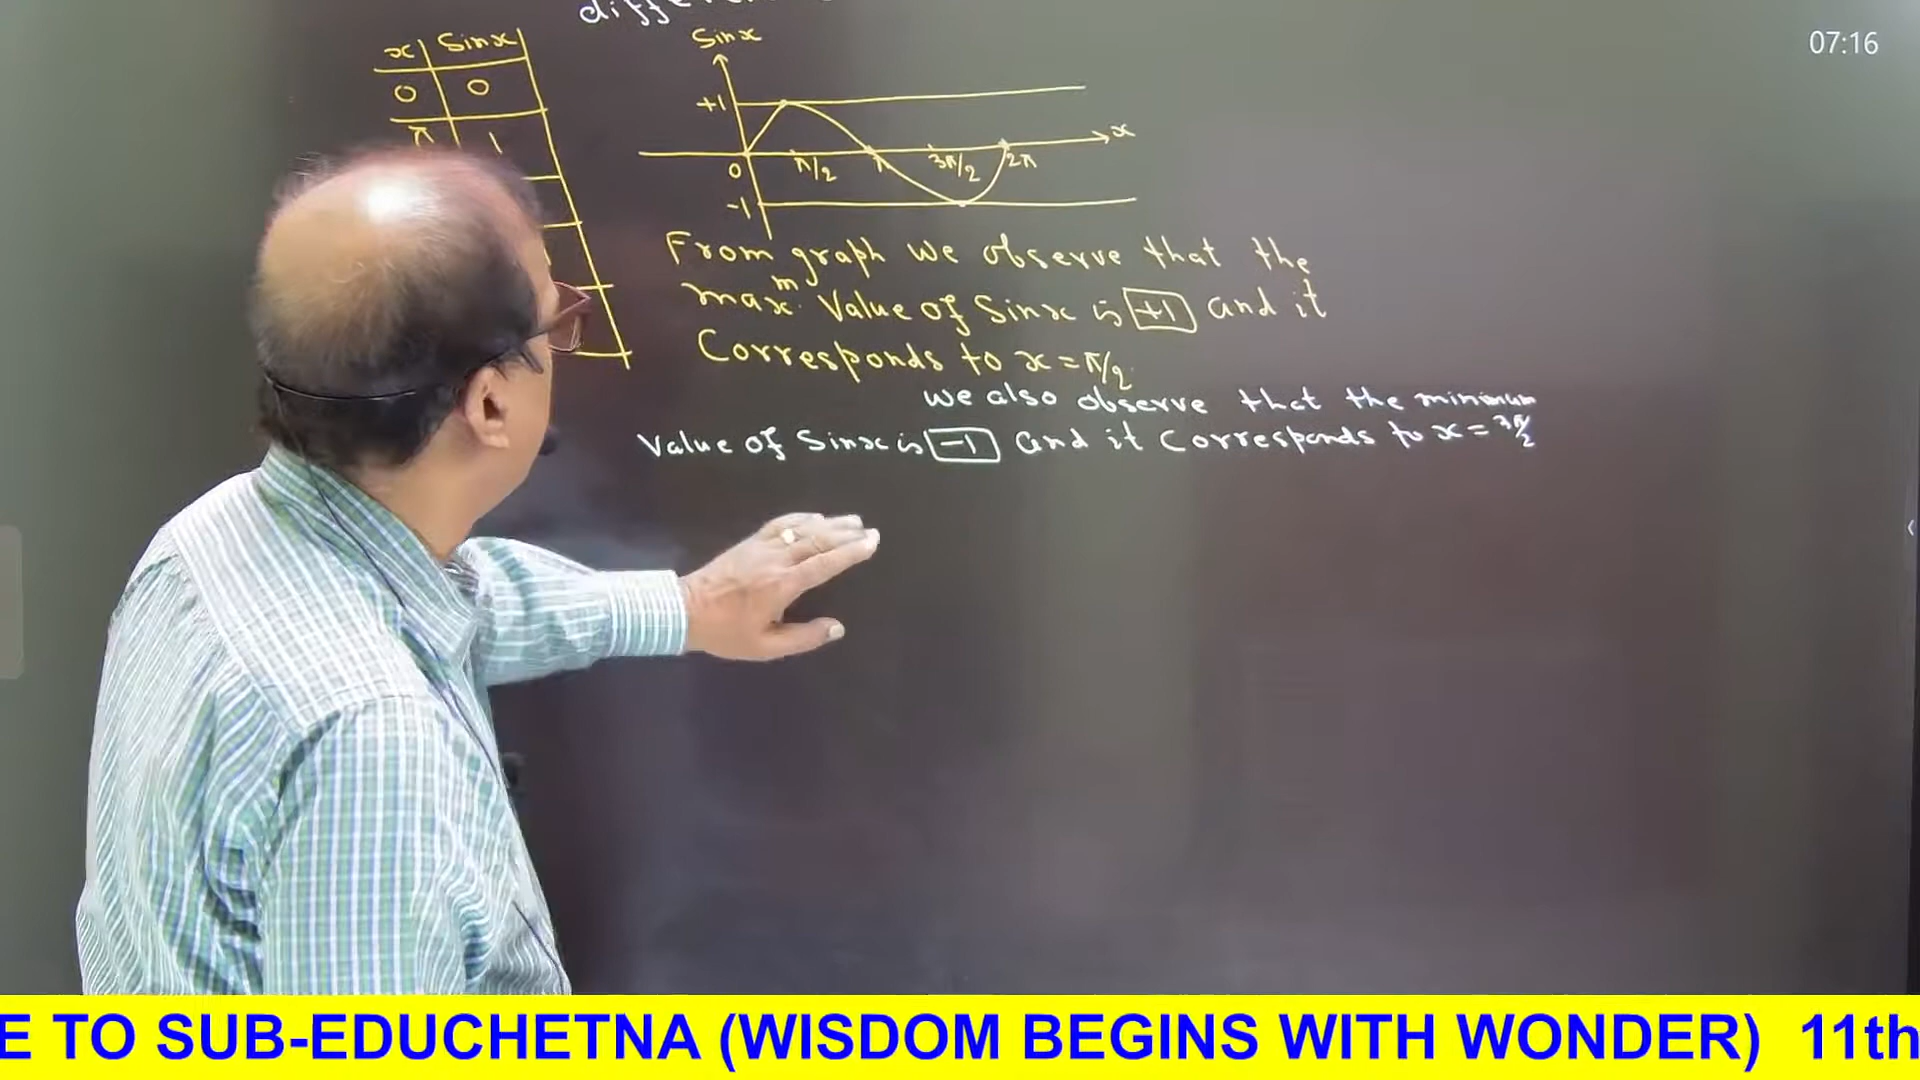 07:16
x Sinx
0 0
π 1
Sinx
+1
x
0 π/2 π 3π/2 2π
-1
From graph we observe that the
maxm. Value of Sinx is +1 and it
Corresponds to x = π/2.
we also observe that the minimum
Value of Sinx is -1 and it Corresponds to x = 3π/2
E TO SUB-EDUCHETNA (WISDOM BEGINS WITH WONDER) 11th